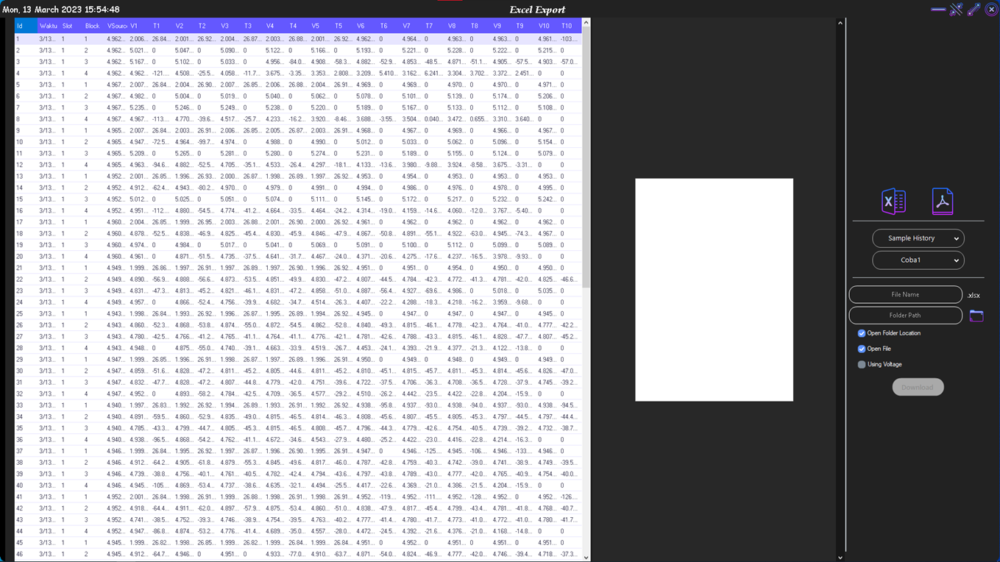 Mon, 13 March 2023 15:54:48
Excel Export
Id Waktu Slot Block VSourc V1 T1 V2 T2 V3 T3 V4 T4 V5 T5 V6 T6 V7 T7 V8 T8 V9 T9 V10 T10
1 3/13... 1 1 4.962... 2.006... 26.84... 2.001... 26.92... 2.004... 26.87... 2.003... 26.88... 2.001... 26.92... 4.962... 0 4.964... 0 4.963... 0 4.963... 0 4.961... -103....
2 3/13... 1 2 4.962... 5.021... 0 5.047... 0 5.090... 0 5.122... 0 5.166... 0 5.193... 0 5.221... 0 5.228... 0 5.222... 0 5.215... 0
3 3/13... 1 3 4.962... 5.167... 0 5.102... 0 5.033... 0 4.956... -84.0... 4.908... -58.3... 4.882... -52.9... 4.853... -48.5... 4.871... -51.1... 4.905... -57.5... 4.903... -57.0...
4 3/13... 1 4 4.962... 4.962... -121.... 4.508... -25.5... 4.058... -11.7... 3.675... -3.35... 3.353... 2.808... 3.209... 5.410... 3.162... 6.241... 3.304... 3.702... 3.372... 2.451... 0 0
5 3/13... 1 1 4.967... 2.007... 26.84... 2.004... 26.90... 2.007... 26.85... 2.006... 26.88... 2.004... 26.91... 4.969... 0 4.969... 0 4.970... 0 4.970... 0 4.971... 0
6 3/13... 1 2 4.967... 4.982... 0 5.004... 0 5.019... 0 5.040... 0 5.062... 0 5.078... 0 5.101... 0 5.139... 0 5.174... 0 5.206... 0
7 3/13... 1 3 4.967... 5.235... 0 5.246... 0 5.249... 0 5.238... 0 5.220... 0 5.189... 0 5.167... 0 5.133... 0 5.112... 0 5.108... 0
8 3/13... 1 4 4.967... 4.967... -113.... 4.770... -39.6... 4.517... -25.7... 4.233... -16.2... 3.920... -8.46... 3.688... -3.55... 3.504... 0.040... 3.472... 0.655... 3.310... 3.640... 0 0
9 3/13... 1 1 4.965... 2.007... 26.84... 2.003... 26.91... 2.006... 26.85... 2.005... 26.87... 2.003... 26.91... 4.968... 0 4.967... 0 4.969... 0 4.966... 0 4.967... 0
10 3/13... 1 2 4.965... 4.947... -72.5... 4.964... -99.7... 4.974... 0 4.988... 0 4.990... 0 5.012... 0 5.033... 0 5.062... 0 5.096... 0 5.154... 0
11 3/13... 1 3 4.965... 5.209... 0 5.265... 0 5.281... 0 5.280... 0 5.274... 0 5.231... 0 5.189... 0 5.155... 0 5.124... 0 5.079... 0
12 3/13... 1 4 4.965... 4.963... -94.6... 4.882... -52.5... 4.705... -35.1... 4.533... -26.4... 4.297... -18.1... 4.133... -13.6... 3.980... -9.88... 3.924... -8.58... 3.675... -3.31... 0 0
13 3/13... 1 1 4.952... 2.001... 26.85... 1.996... 26.93... 2.000... 26.87... 1.998... 26.89... 1.997... 26.92... 4.953... 0 4.954... 0 4.953... 0 4.953... 0 4.953... 0
14 3/13... 1 2 4.952... 4.912... -62.4... 4.943... -80.2... 4.970... 0 4.979... 0 4.991... 0 4.994... 0 4.986... 0 4.976... 0 4.978... 0 4.995... 0
15 3/13... 1 3 4.952... 5.012... 0 5.025... 0 5.051... 0 5.074... 0 5.111... 0 5.145... 0 5.172... 0 5.217... 0 5.232... 0 5.242... 0
16 3/13... 1 4 4.952... 4.951... -112.... 4.880... -54.5... 4.774... -41.2... 4.664... -33.5... 4.464... -24.2... 4.314... -19.0... 4.159... -14.6... 4.060... -12.0... 3.767... -5.40... 0 0
17 3/13... 1 1 4.960... 2.004... 26.85... 1.999... 26.95... 2.003... 26.88... 2.001... 26.90... 2.000... 26.92... 4.961... 0 4.962... 0 4.962... 0 4.962... 0 4.962... 0
18 3/13... 1 2 4.960... 4.878... -52.5... 4.838... -46.9... 4.825... -45.4... 4.830... -45.9... 4.846... -47.9... 4.867... -50.8... 4.891... -55.1... 4.922... -63.0... 4.945... -74.3... 4.967... 0
19 3/13... 1 3 4.960... 4.974... 0 4.984... 0 5.017... 0 5.041... 0 5.069... 0 5.091... 0 5.100... 0 5.112... 0 5.099... 0 5.089... 0
20 3/13... 1 4 4.960... 4.961... 0 4.871... -51.5... 4.735... -37.5... 4.641... -31.7... 4.467... -24.0... 4.371... -20.6... 4.275... -17.6... 4.237... -16.5... 3.978... -9.93... 0 0
21 3/13... 1 1 4.949... 1.999... 26.86... 1.997... 26.91... 1.997... 26.89... 1.997... 26.90... 1.996... 26.92... 4.951... 0 4.951... 0 4.954... 0 4.950... 0 4.950... 0
22 3/13... 1 2 4.949... 4.890... -56.9... 4.888... -56.6... 4.873... -53.5... 4.851... -49.9... 4.830... -47.2... 4.807... -44.5... 4.784... -42.3... 4.772... -41.3... 4.781... -42.0... 4.825... -46.6...
23 3/13... 1 3 4.949... 4.831... -47.3... 4.813... -45.2... 4.821... -46.1... 4.831... -47.2... 4.858... -51.0... 4.887... -56.4... 4.927... -69.6... 4.986... 0 5.018... 0 5.035... 0
24 3/13... 1 4 4.949... 4.957... 0 4.866... -52.4... 4.756... -39.9... 4.682... -34.7... 4.514... -26.3... 4.407... -22.2... 4.288... -18.3... 4.218... -16.2... 3.959... -9.68... 0 0
25 3/13... 1 1 4.943... 1.998... 26.84... 1.993... 26.92... 1.996... 26.87... 1.995... 26.89... 1.994... 26.92... 4.945... 0 4.947... 0 4.947... 0 4.947... 0 4.945... 0
26 3/13... 1 2 4.943... 4.860... -52.3... 4.868... -53.8... 4.874... -55.0... 4.872... -54.5... 4.862... -52.8... 4.840... -49.3... 4.815... -46.1... 4.778... -42.3... 4.764... -41.0... 4.777... -42.2...
27 3/13... 1 3 4.943... 4.780... -42.5... 4.766... -41.2... 4.765... -41.1... 4.764... -41.1... 4.776... -42.1... 4.781... -42.6... 4.788... -43.3... 4.815... -46.1... 4.828... -47.7... 4.807... -45.2...
28 3/13... 1 4 4.943... 4.948... 0 4.875... -55.0... 4.740... -39.1... 4.663... -33.9... 4.519... -26.7... 4.453... -24.1... 4.393... -21.9... 4.377... -21.3... 4.122... -13.8... 0 0
29 3/13... 1 1 4.947... 1.999... 26.85... 1.996... 26.91... 1.998... 26.87... 1.997... 26.89... 1.996... 26.91... 4.950... 0 4.949... 0 4.948... 0 4.949... 0 4.949... 0
30 3/13... 1 2 4.947... 4.859... -51.6... 4.828... -47.2... 4.811... -45.2... 4.805... -44.6... 4.811... -45.2... 4.810... -45.1... 4.815... -45.7... 4.811... -45.3... 4.814... -45.6... 4.826... -47.0...
31 3/13... 1 3 4.947... 4.832... -47.7... 4.828... -47.2... 4.807... -44.8... 4.779... -42.0... 4.751... -39.6... 4.722... -37.5... 4.706... -36.3... 4.708... -36.5... 4.728... -37.9... 4.745... -39.2...
32 3/13... 1 4 4.947... 4.952... 0 4.893... -58.2... 4.784... -42.5... 4.709... -36.5... 4.577... -29.2... 4.510... -26.2... 4.442... -23.5... 4.422... -22.8... 4.204... -15.9... 0 0
33 3/13... 1 1 4.940... 1.997... 26.83... 1.992... 26.92... 1.994... 26.89... 1.993... 26.91... 1.992... 26.92... 4.938... -95.8... 4.937... -93.0... 4.938... -94.0... 4.937... -93.0... 4.938... -94.5...
34 3/13... 1 2 4.940... 4.891... -59.5... 4.860... -52.9... 4.835... -49.0... 4.815... -46.5... 4.814... -46.3... 4.808... -45.6... 4.807... -45.5... 4.805... -45.3... 4.797... -44.5... 4.797... -44.4...
35 3/13... 1 3 4.940... 4.785... -43.3... 4.799... -44.7... 4.805... -45.3... 4.815... -46.5... 4.808... -45.7... 4.796... -44.3... 4.779... -42.6... 4.754... -40.5... 4.739... -39.2... 4.732... -38.7...
36 3/13... 1 4 4.940... 4.938... -96.5... 4.868... -54.2... 4.762... -41.1... 4.672... -34.6... 4.543... -27.9... 4.480... -25.2... 4.422... -23.0... 4.416... -22.8... 4.214... -16.3... 0 0
37 3/13... 1 1 4.946... 1.999... 26.84... 1.995... 26.92... 1.997... 26.87... 1.996... 26.90... 1.995... 26.91... 4.947... 0 4.946... -125.... 4.945... -106.... 4.946... -133.... 4.946... 0
38 3/13... 1 2 4.946... 4.912... -64.2... 4.905... -61.8... 4.879... -55.3... 4.845... -49.6... 4.817... -46.0... 4.787... -42.8... 4.759... -40.3... 4.742... -39.0... 4.741... -38.9... 4.749... -39.5...
39 3/13... 1 3 4.946... 4.739... -38.8... 4.756... -40.1... 4.761... -40.5... 4.782... -42.4... 4.794... -43.6... 4.797... -43.8... 4.789... -43.0... 4.777... -42.0... 4.765... -40.9... 4.754... -40.0...
40 3/13... 1 4 4.946... 4.945... -105.... 4.869... -53.4... 4.737... -38.6... 4.635... -32.1... 4.494... -25.5... 4.417... -22.6... 4.369... -21.0... 4.386... -21.5... 4.204... -15.9... 0 0
41 3/13... 1 1 4.952... 2.001... 26.84... 1.998... 26.91... 1.999... 26.89... 1.998... 26.91... 1.998... 26.91... 4.952... -119.... 4.952... -111.... 4.952... -128.... 4.952... 0 4.952... -126....
42 3/13... 1 2 4.952... 4.918... -64.4... 4.911... -62.0... 4.897... -57.9... 4.875... -53.4... 4.860... -51.0... 4.838... -47.9... 4.817... -45.4... 4.799... -43.4... 4.781... -41.8... 4.768... -40.7...
43 3/13... 1 3 4.952... 4.741... -38.5... 4.752... -39.3... 4.746... -38.9... 4.754... -39.5... 4.763... -40.2... 4.777... -41.4... 4.780... -41.7... 4.773... -41.0... 4.772... -41.0... 4.780... -41.7...
44 3/13... 1 4 4.952... 4.947... -86.8... 4.874... -53.2... 4.776... -41.4... 4.689... -35.0... 4.557... -28.0... 4.472... -24.5... 4.392... -21.6... 4.376... -21.0... 4.168... -14.8... 0 0
45 3/13... 1 1 4.945... 1.999... 26.82... 1.998... 26.85... 1.999... 26.82... 1.999... 26.84... 1.999... 26.84... 4.951... 0 4.952... 0 4.951... 0 4.951... 0 4.951... 0
46 3/13... 1 2 4.945... 4.912... -64.7... 4.946... 0 4.951... 0 4.933... -77.0... 4.910... -63.7... 4.871... -54.0... 4.824... -46.9... 4.777... -42.0... 4.746... -39.4... 4.718... -37.3...
Sample History
Coba1
File Name .xlsx
Folder Path
Open Folder Location
Open File
Using Voltage
Download